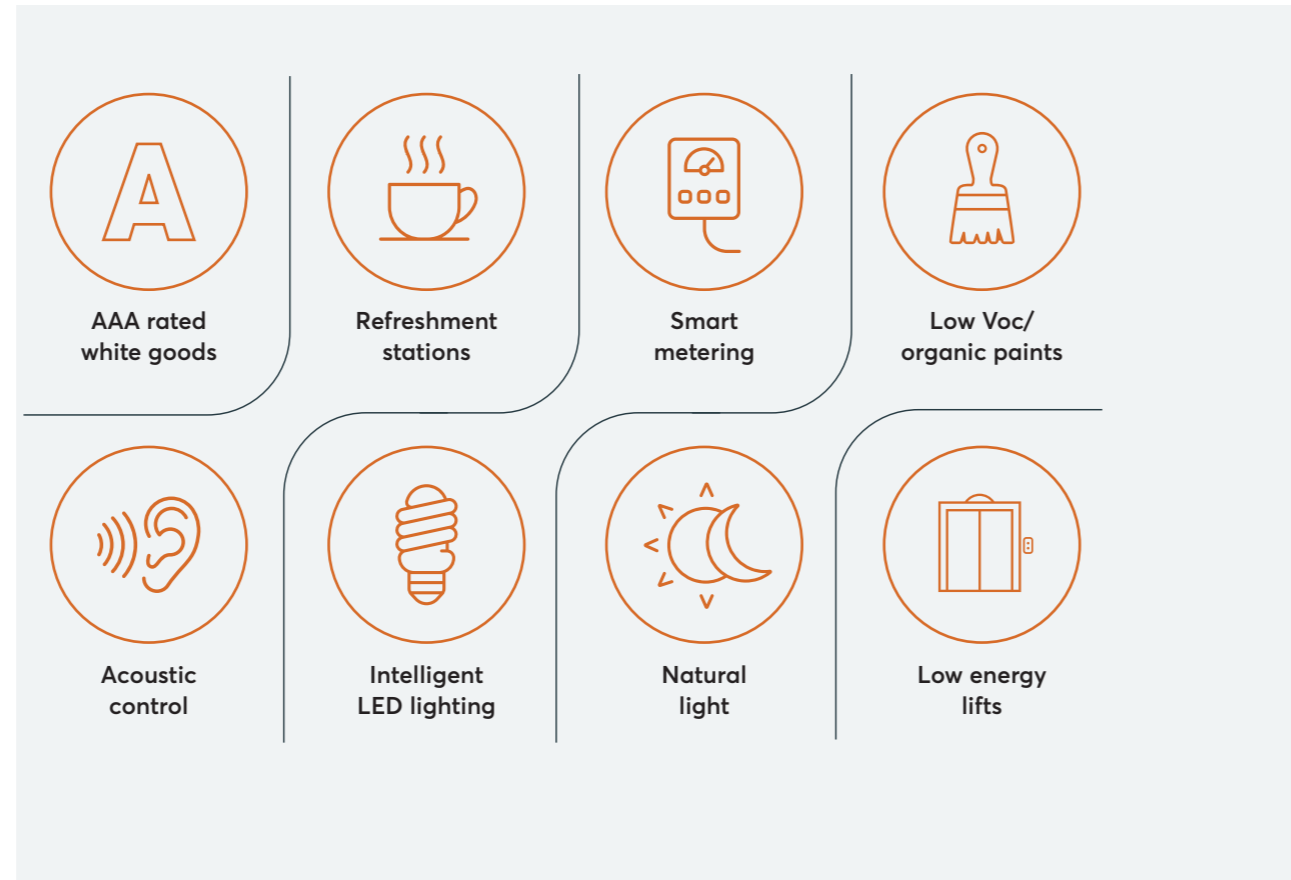 A
AAA rated
white goods
Refreshment
stations
Smart
metering
Low Voc/
organic paints
Acoustic
control
Intelligent
LED lighting
Natural
light
Low energy
lifts